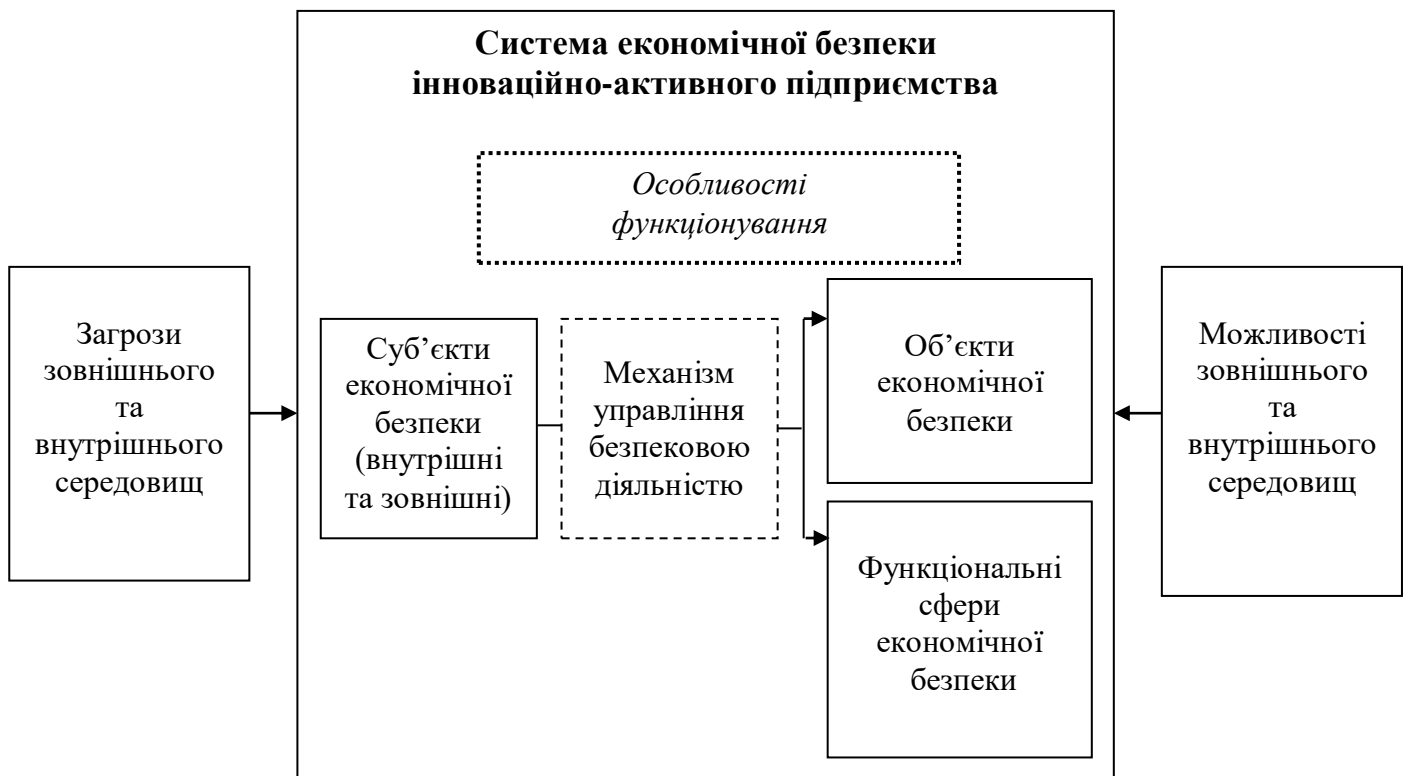 Система економічної безпеки
інноваційно-активного підприємства
Особливості
функціонування
Загрози
зовнішнього
та
внутрішнього
середовищ
Суб’єкти
економічної
безпеки
(внутрішні
та зовнішні)
Механізм
управління
безпековою
діяльністю
Об’єкти
економічної
безпеки
Функціональні
сфери
економічної
безпеки
Можливості
зовнішнього
та
внутрішнього
середовищ